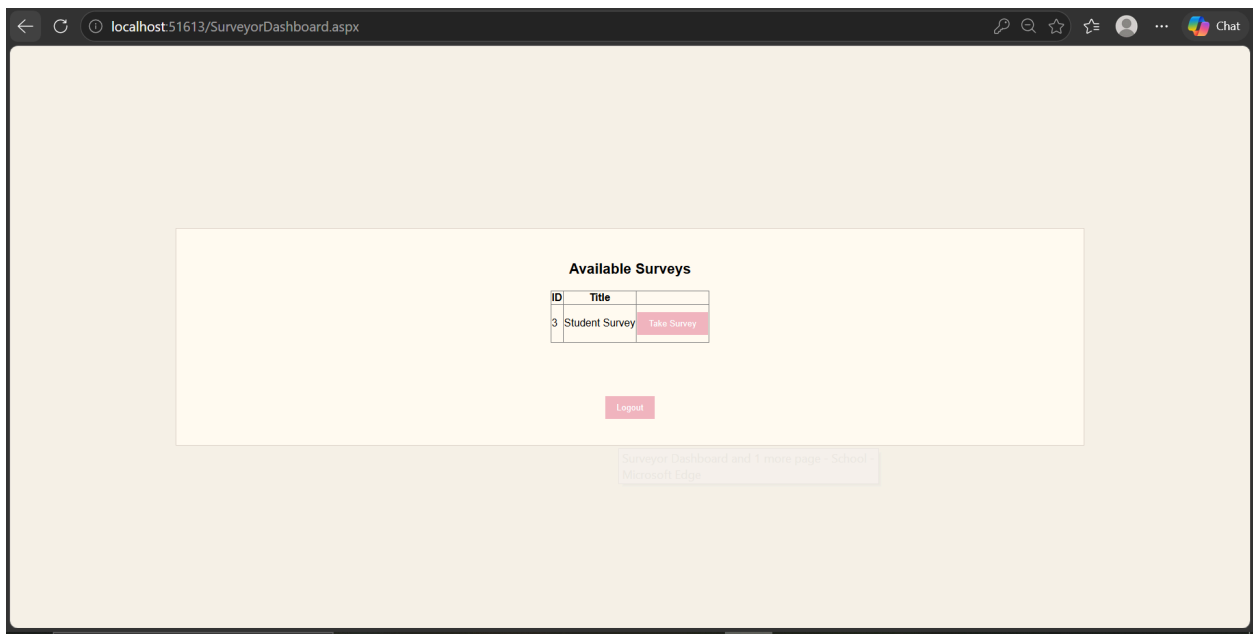 localhost:51613/SurveyorDashboard.aspx
Chat
Available Surveys
ID Title
3 Student Survey Take Survey
Logout
Surveyor Dashboard and 1 more page - School
Microsoft Edge